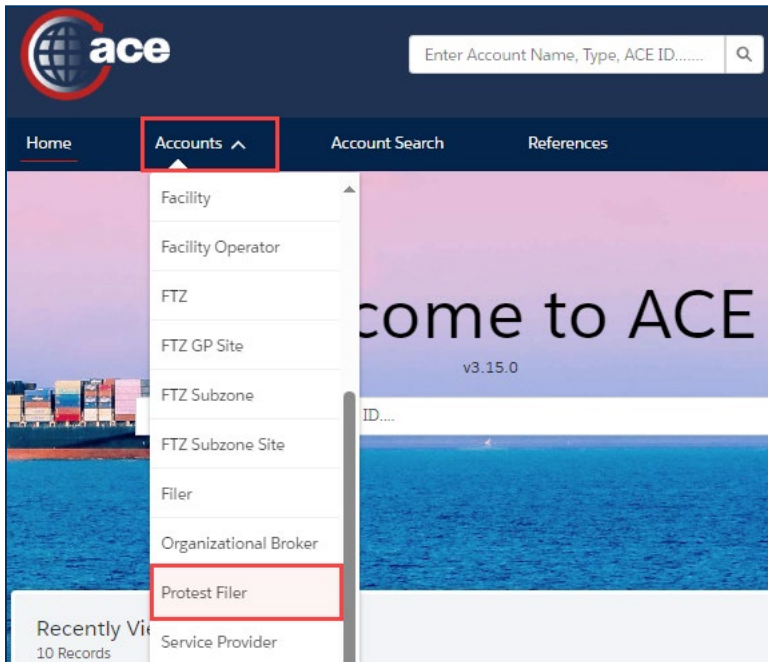 ace
Enter Account Name, Type, ACE ID.......
Home
Accounts
Account Search
References
Facility
Facility Operator
FTZ
FTZ GP Site
FTZ Subzone
FTZ Subzone Site
Filer
Organizational Broker
Protest Filer
Service Provider
come to ACE
v3.15.0
ID....
Recently Vie
10 Records